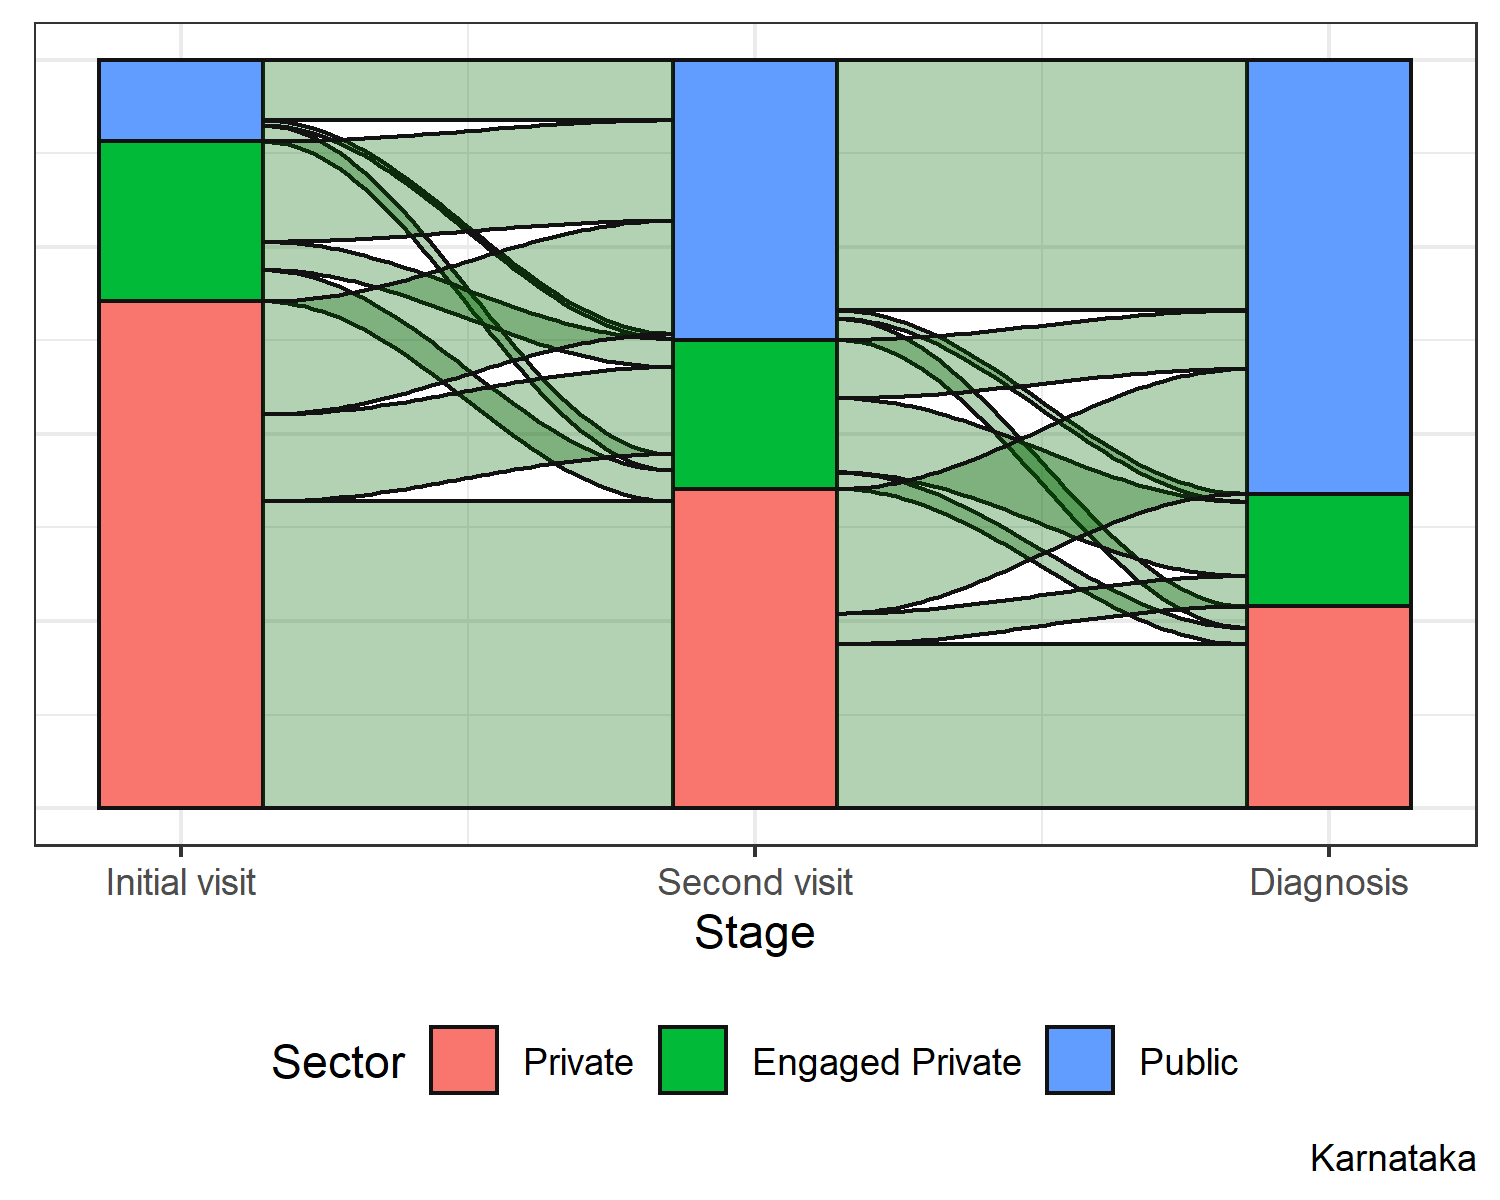 Initial visit Second visit Diagnosis
Stage
Sector Private Engaged Private Public
Karnataka